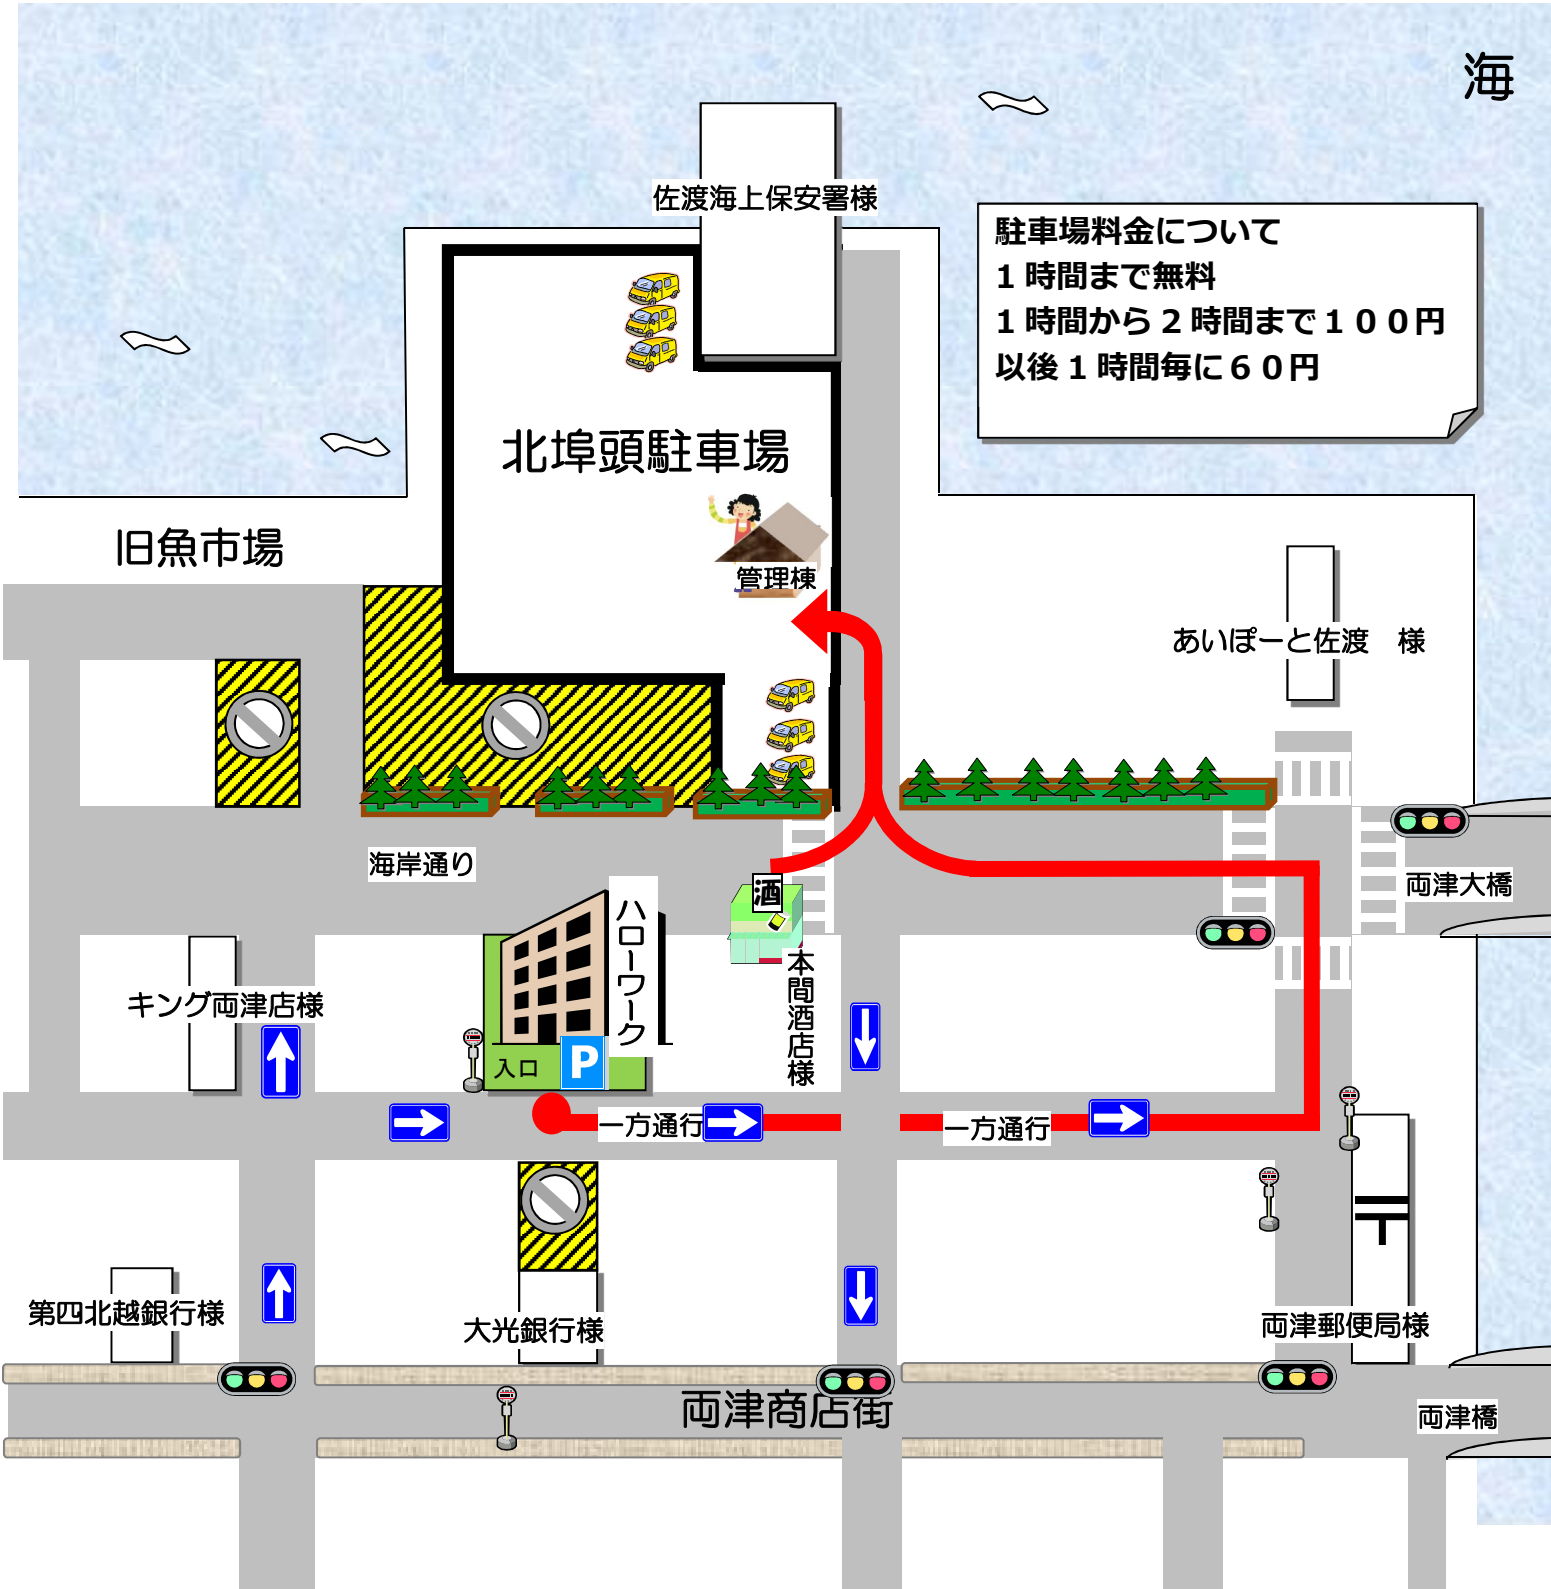 海
佐渡海上保安署様
駐車場料金について
1時間まで無料
1時間から2時間まで100円
以後1時間毎に60円
北埠頭駐車場
旧魚市場
管理棟
あいぽーと佐渡　様
海岸通り
酒
両津大橋
ハローワーク
本間酒店様
キング両津店様
入口
P
一方通行
一方通行
第四北越銀行様
大光銀行様
両津郵便局様
両津商店街
両津橋